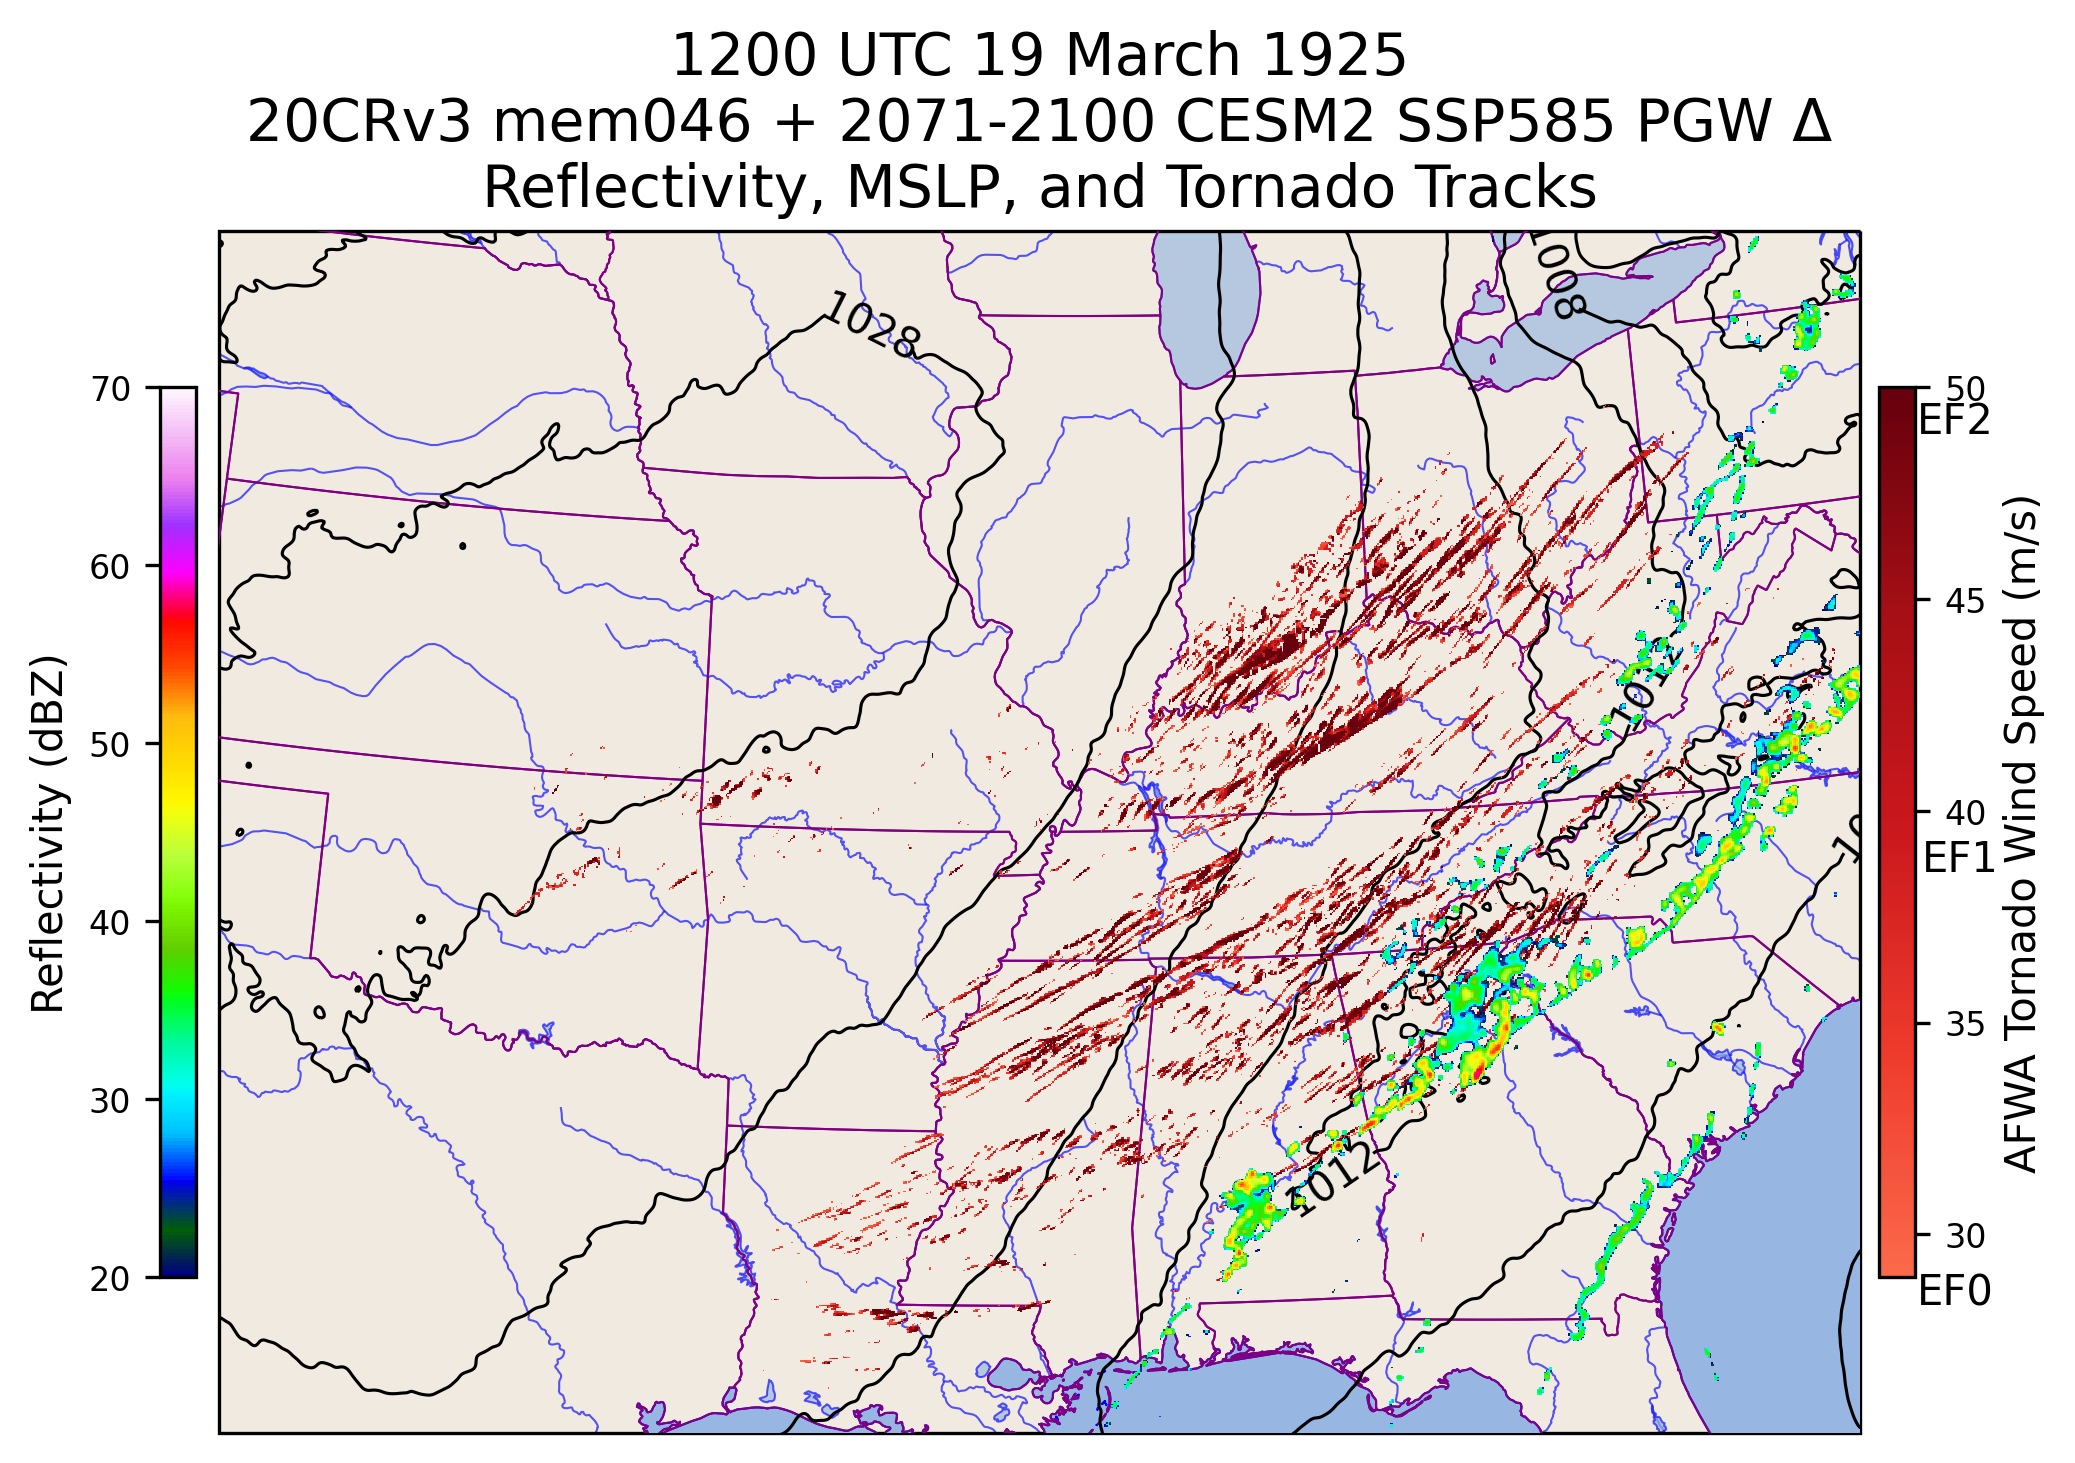 1200 UTC 19 March 1925
20CRv3 mem046 + 2071-2100 CESM2 SSP585 PGW Δ
Reflectivity, MSLP, and Tornado Tracks
1008
1028
70
60
50
40
30
20
Reflectivity (dBZ)
1012
1012
50
EF2
45
40
EF1
35
30
EF0
AFWA Tornado Wind Speed (m/s)